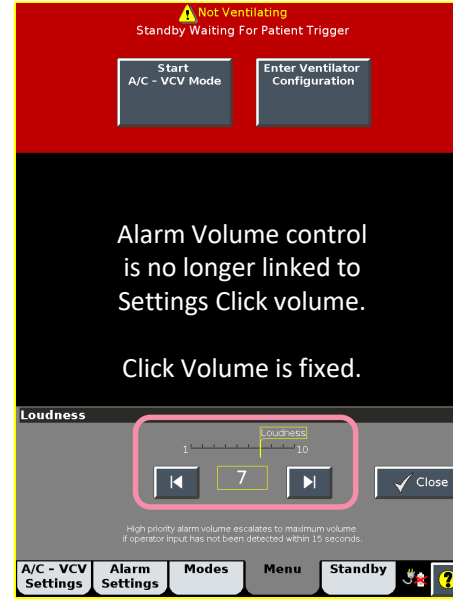 Not Ventilating
Standby Waiting For Patient Trigger
Start
A/C - VCV Mode
Enter Ventilator
Configuration
Alarm Volume control
is no longer linked to
Settings Click volume.
Click Volume is fixed.
Loudness
Loudness
1 10
7
Close
High priority alarm volume escalates to maximum volume
if operator input has not been detected within 15 seconds.
A/C - VCV
Settings
Alarm
Settings
Modes
Menu
Standby
?